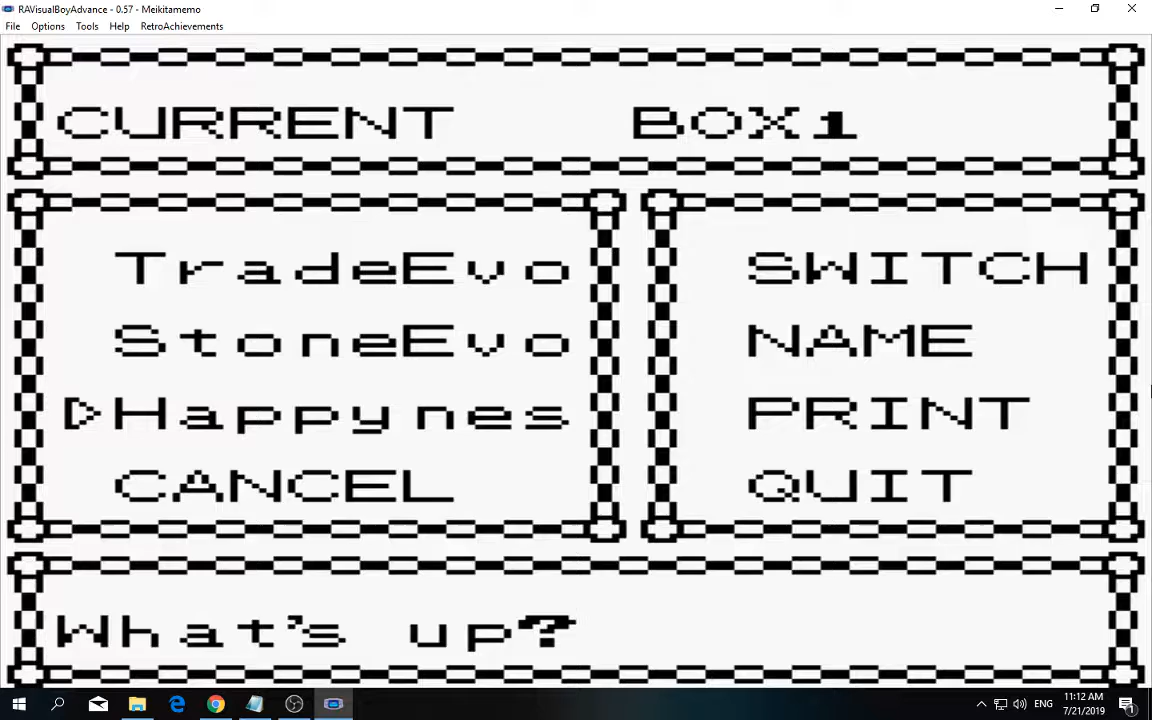 RAVisualBoyAdvance - 0.57 - Meikitamemo
File Options Tools Help RetroAchievements
CURRENT BOX1
TradeEvo
StoneEvo
Happynes
CANCEL
SWITCH
NAME
PRINT
QUIT
What's up?
ENG
11:12 AM
7/21/2019
1